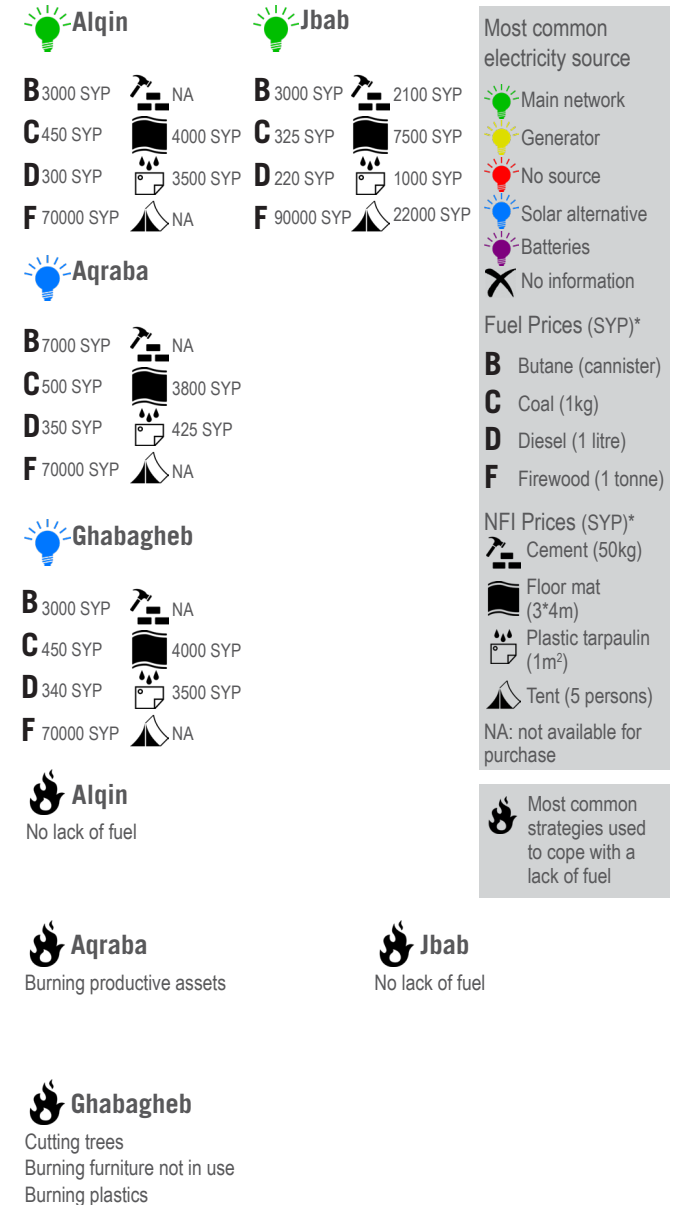 Alqin
B 3000 SYP NA
C 450 SYP 4000 SYP
D 300 SYP 3500 SYP
F 70000 SYP NA
Jbab
B 3000 SYP 2100 SYP
C 325 SYP 7500 SYP
D 220 SYP 1000 SYP
F 90000 SYP 22000 SYP
Aqraba
B 7000 SYP NA
C 500 SYP 3800 SYP
D 350 SYP 425 SYP
F 70000 SYP NA
Ghabagheb
B 3000 SYP NA
C 450 SYP 4000 SYP
D 340 SYP 3500 SYP
F 70000 SYP NA
Most common
electricity source
Main network
Generator
No source
Solar alternative
Batteries
No information
Fuel Prices (SYP)*
B Butane (cannister)
C Coal (1kg)
D Diesel (1 litre)
F Firewood (1 tonne)
NFI Prices (SYP)*
Cement (50kg)
Floor mat
(3*4m)
Plastic tarpaulin
(1m²)
Tent (5 persons)
NA: not available for
purchase
Most common
strategies used
to cope with a
lack of fuel
Alqin
No lack of fuel
Aqraba
Burning productive assets
Jbab
No lack of fuel
Ghabagheb
Cutting trees
Burning furniture not in use
Burning plastics